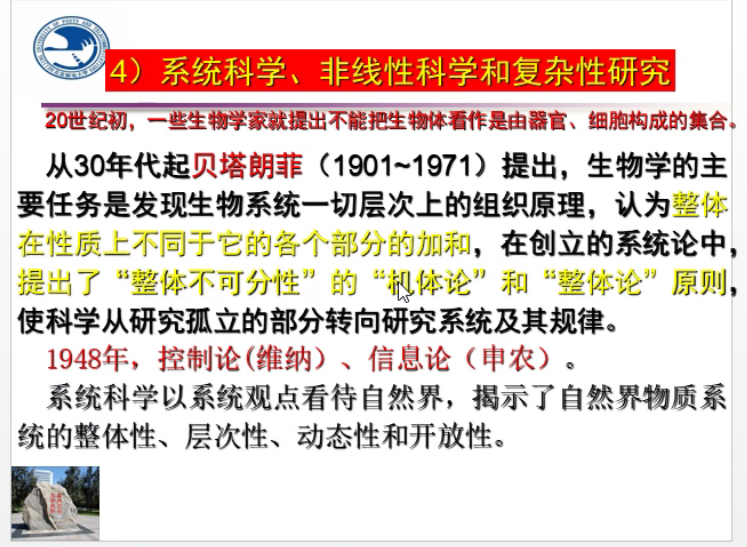 4）系统科学、非线性科学和复杂性研究
20世纪初，一些生物学家就提出不能把生物体看作是由器官、细胞构成的集合。
从30年代起贝塔朗菲（1901~1971）提出，生物学的主
要任务是发现生物系统一切层次上的组织原理，认为整体
在性质上不同于它的各个部分的加和，在创立的系统论中，
提出了“整体不可分性”的“机体论”和“整体论”原则，
使科学从研究孤立的部分转向研究系统及其规律。
1948年，控制论(维纳）、信息论（申农）。
系统科学以系统观点看待自然界，揭示了自然界物质系
统的整体性、层次性、动态性和开放性。